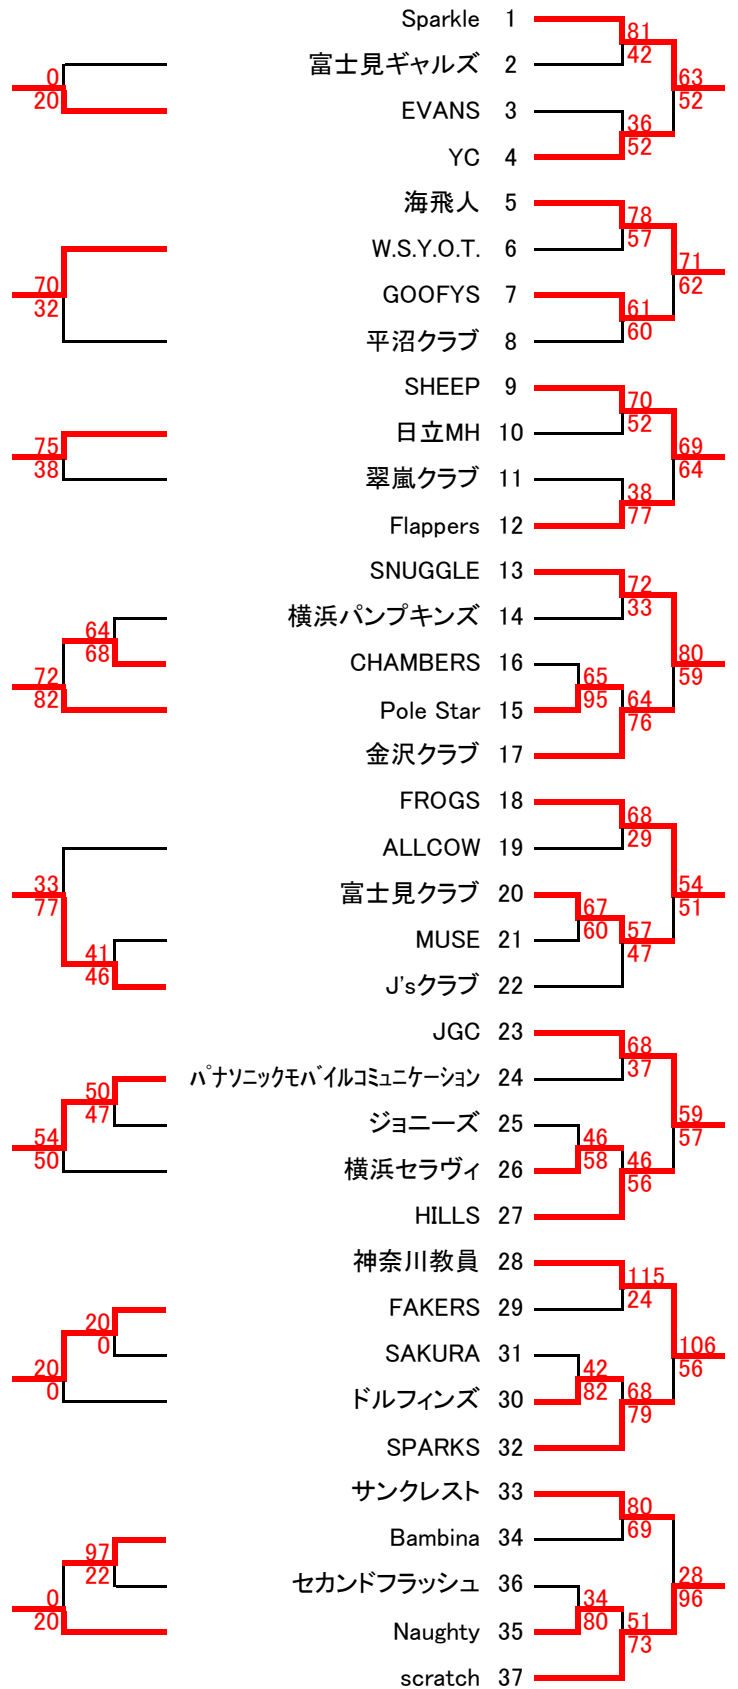 Sparkle 1
81
富士見ギャルズ 2
42
0
63
20
EVANS 3
52
36
YC 4
52
海飛人 5
78
W.S.Y.O.T. 6
57
71
70
GOOFYS 7
62
32
61
平沼クラブ 8
60
SHEEP 9
70
日立MH 10
52
75
69
38
翠嵐クラブ 11
64
38
Flappers 12
77
SNUGGLE 13
72
横浜パンプキンズ 14
33
64
68
CHAMBERS 16
80
72
65
59
82
Pole Star 15
95
64
76
金沢クラブ 17
FROGS 18
68
ALLCOW 19
29
33
富士見クラブ 20
54
77
67
51
41
MUSE 21
60
57
46
J'sクラブ 22
47
JGC 23
68
50
パナソニックモバイルコミュニケーション 24
37
47
ジョニーズ 25
59
54
46
57
50
横浜セラヴィ 26
58
46
56
HILLS 27
神奈川教員 28
115
20
FAKERS 29
24
0
SAKURA 31
106
20
42
56
0
ドルフィンズ 30
82
68
79
SPARKS 32
サンクレスト 33
80
97
Bambina 34
69
22
セカンドフラッシュ 36
28
0
34
96
20
Naughty 35
80
51
73
scratch 37